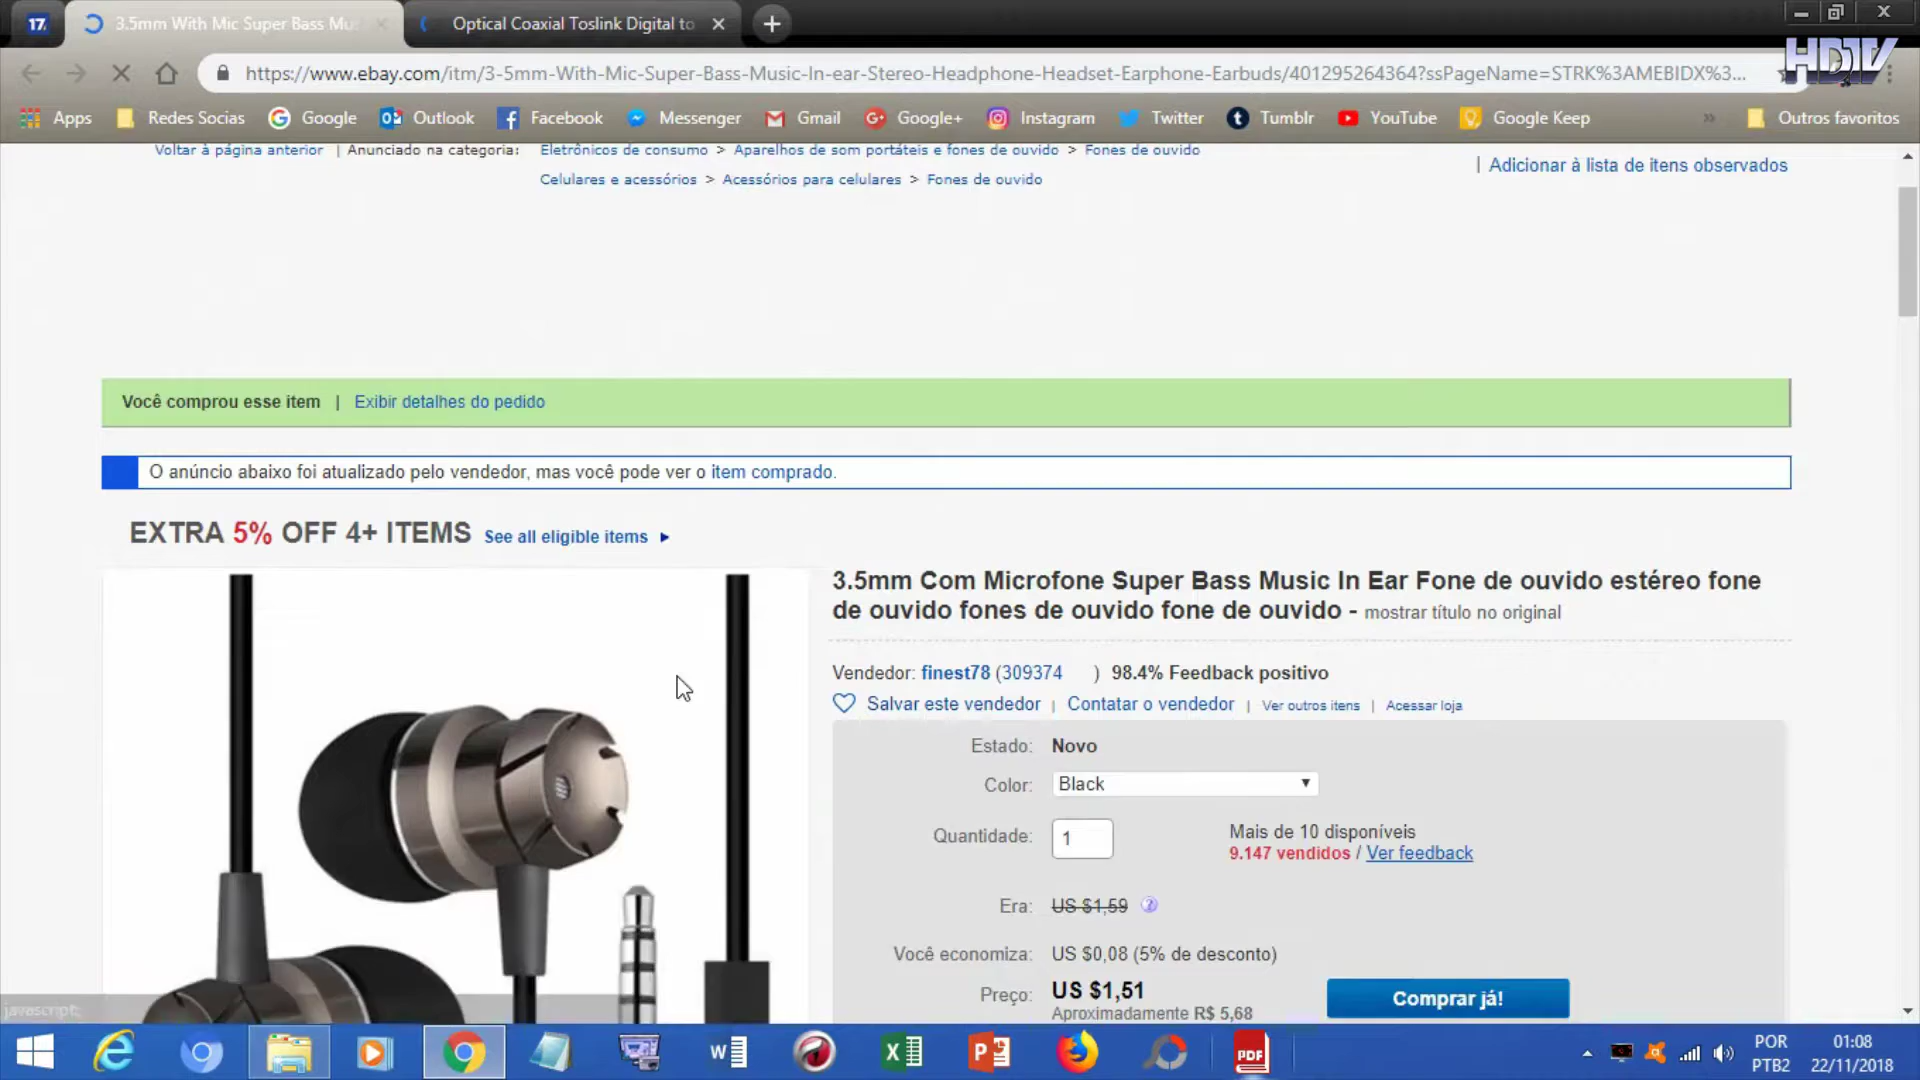 17.
3.5mm With Mic Super Bass Mu
Optical Coaxial Toslink Digital to
HDTV
https://www.ebay.com/itm/3-5mm-With-Mic-Super-Bass-Music-In-ear-Stereo-Headphone-Headset-Earphone-Earbuds/401295264364?ssPageName=STRK%3AMEBIDX%3...
Apps Redes Socias Google Outlook Facebook Messenger Gmail Google+ Instagram Twitter Tumblr YouTube Google Keep » Outros favoritos
Voltar à página anterior | Anunciado na categoria: Eletrônicos de consumo > Aparelhos de som portáteis e fones de ouvido > Fones de ouvido
| Adicionar à lista de itens observados
Celulares e acessórios > Acessórios para celulares > Fones de ouvido
Você comprou esse item | Exibir detalhes do pedido
O anúncio abaixo foi atualizado pelo vendedor, mas você pode ver o item comprado.
EXTRA 5% OFF 4+ ITEMS See all eligible items
3.5mm Com Microfone Super Bass Music In Ear Fone de ouvido estéreo fone
de ouvido fones de ouvido fone de ouvido - mostrar título no original
Vendedor: finest78 (309374 ) 98.4% Feedback positivo
Salvar este vendedor | Contatar o vendedor | Ver outros itens | Acessar loja
Estado: Novo
Color: Black
Quantidade: 1
Mais de 10 disponíveis
9.147 vendidos / Ver feedback
Era: US $1,59 ?
Você economiza: US $0,08 (5% de desconto)
Preço: US $1,51
Comprar já!
Aproximadamente R$ 5,68
javascript:;
PDF
POR
PTB2
01:08
22/11/2018